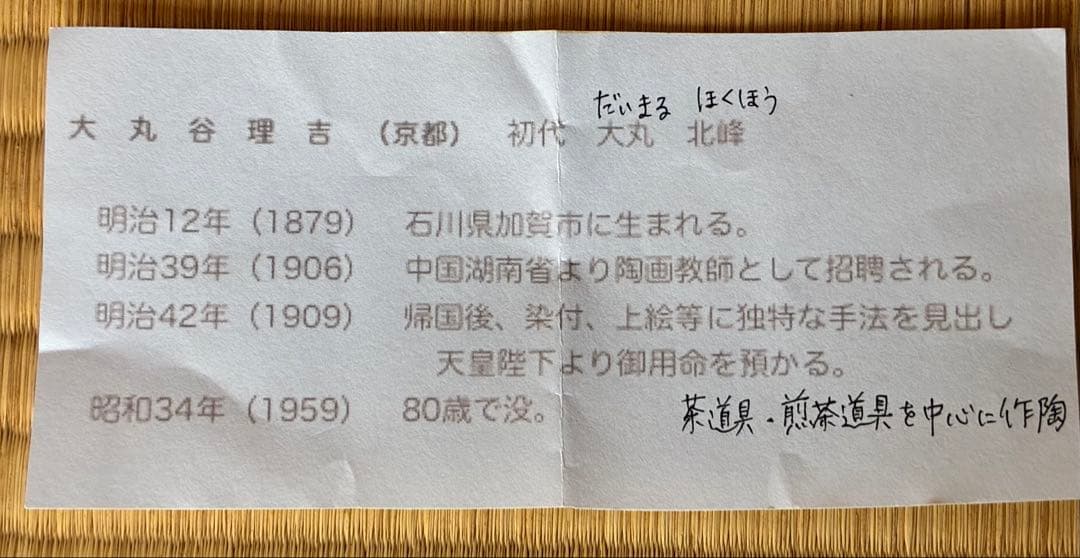 だいまる ほくほう
大丸谷理吉 （京都） 初代 大丸 北峰
明治12年（1879） 石川県加賀市に生まれる。
明治39年（1906） 中国湖南省より陶画教師として招聘される。
明治42年（1909） 帰国後、染付、上絵等に独特な手法を見出し
天皇陛下より御用命を預かる。
昭和34年（1959） 80歳で没。
茶道具・煎茶道具を中心に作陶